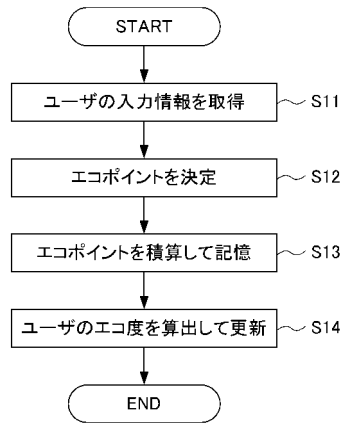 START
ユーザの入力情報を取得 S11
エコポイントを決定 S12
エコポイントを積算して記憶 S13
ユーザのエコ度を算出して更新 S14
END